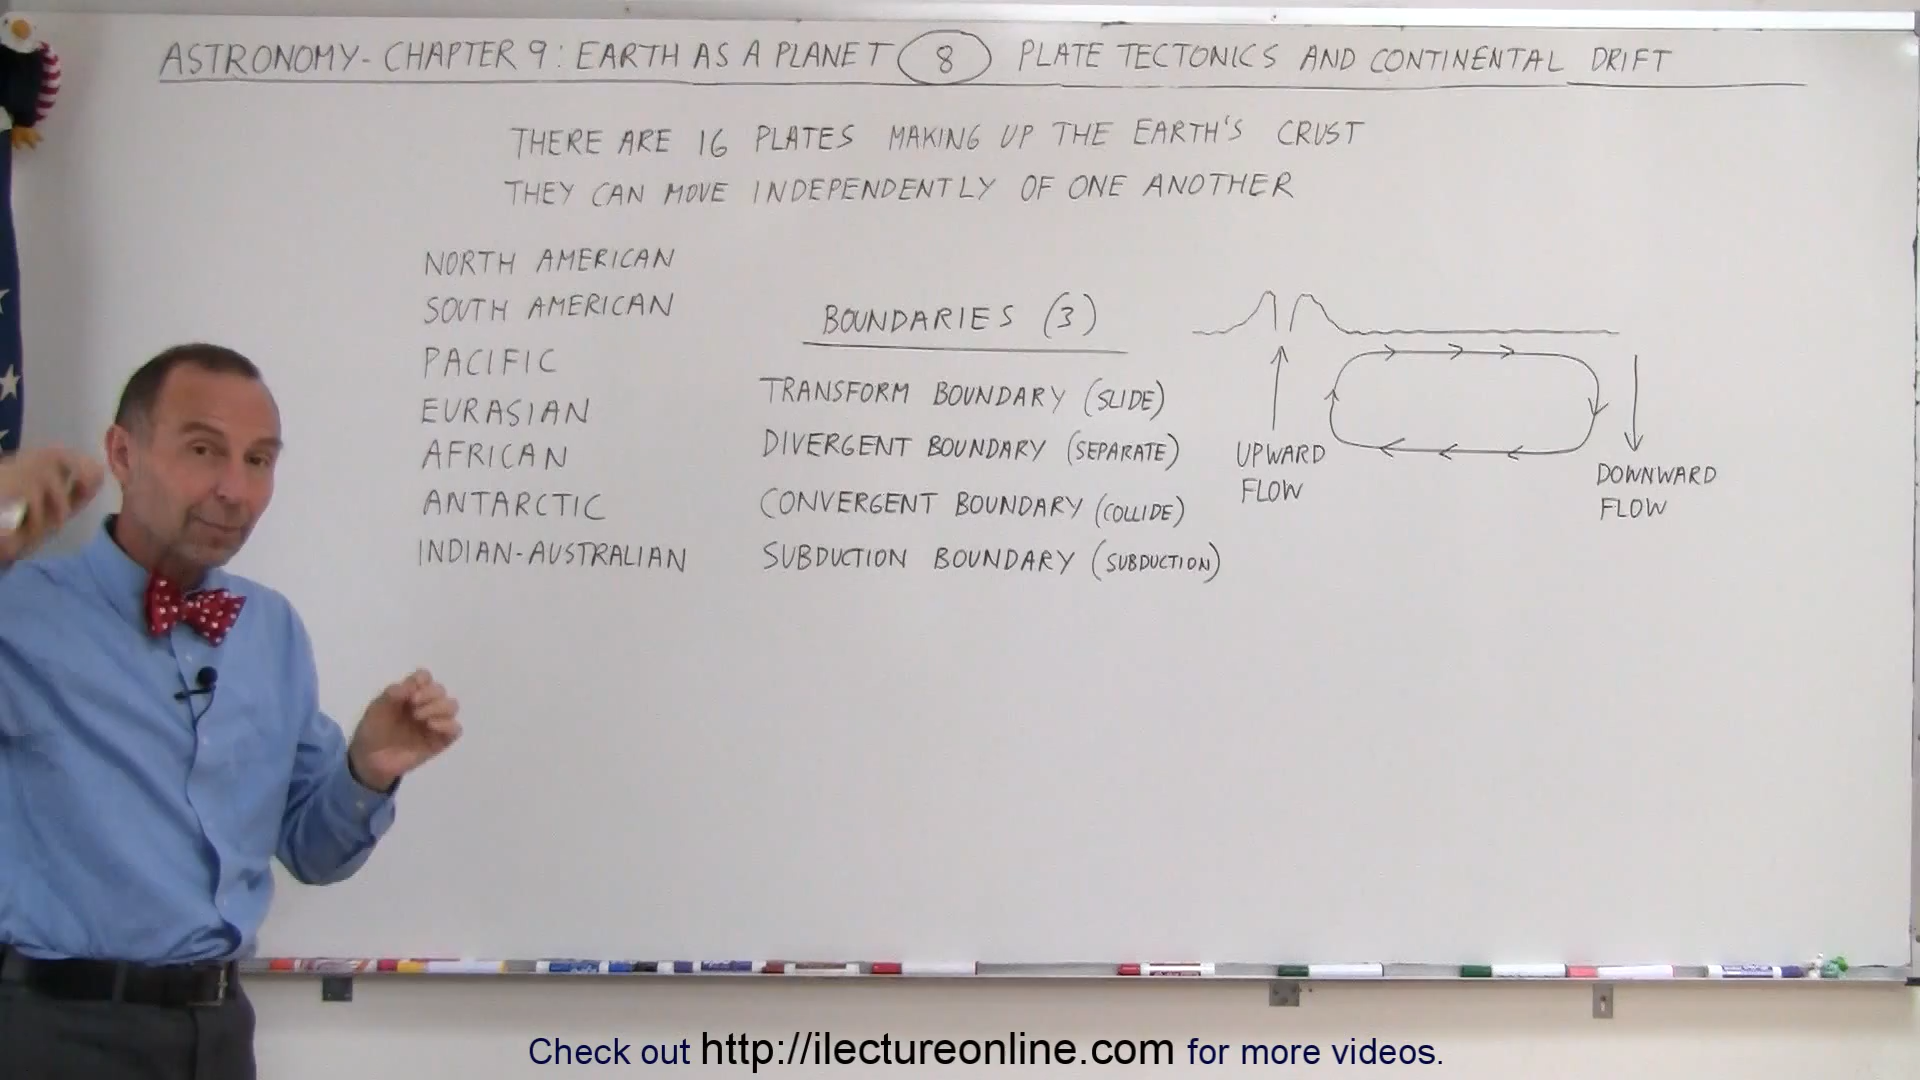 ASTRONOMY - CHAPTER 9 : EARTH AS A PLANET 8 PLATE TECTONICS AND CONTINENTAL DRIFT
THERE ARE 16 PLATES MAKING UP THE EARTH'S CRUST
THEY CAN MOVE INDEPENDENTLY OF ONE ANOTHER
NORTH AMERICAN
SOUTH AMERICAN
PACIFIC
EURASIAN
AFRICAN
ANTARCTIC
INDIAN-AUSTRALIAN
BOUNDARIES (3)
TRANSFORM BOUNDARY (SLIDE)
DIVERGENT BOUNDARY (SEPARATE)
CONVERGENT BOUNDARY (COLLIDE)
SUBDUCTION BOUNDARY (SUBDUCTION)
UPWARD
FLOW
DOWNWARD
FLOW
Check out http://ilectureonline.com for more videos.